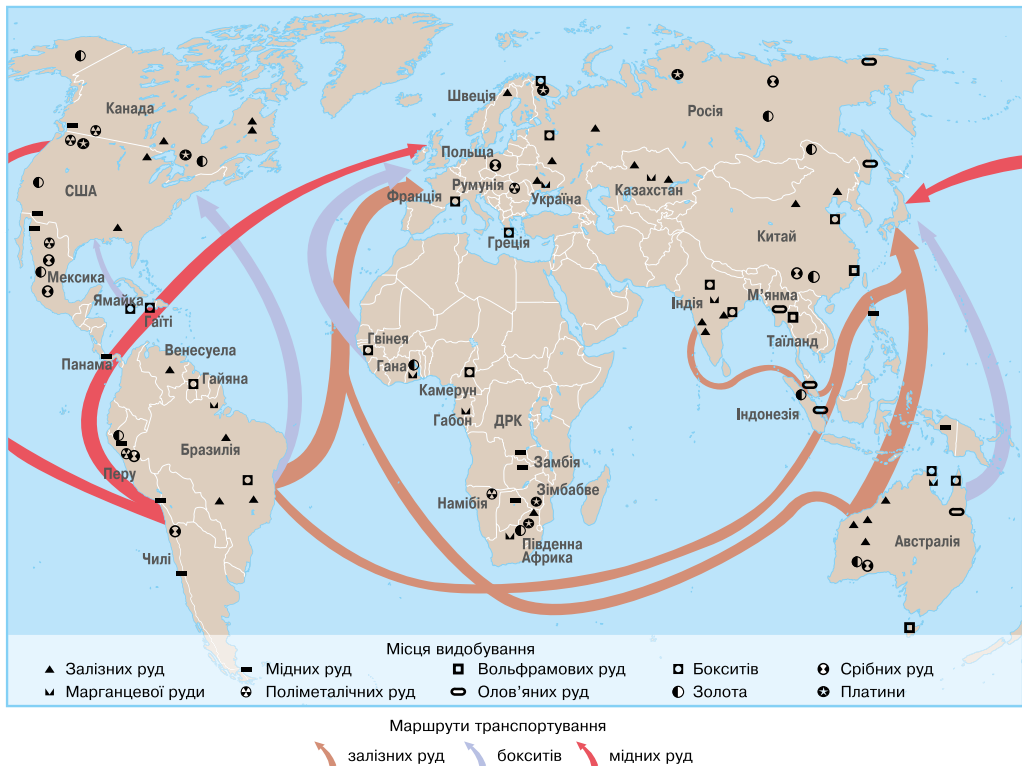 Канада
США
Мексика
Ямайка
Гаїті
Панама
Венесуела
Гайяна
Бразилія
Перу
Чилі
Швеція
Польща
Румунія
Франція
Україна
Греція
Росія
Казахстан
Китай
Індія
М'янма
Таїланд
Індонезія
Гвінея
Гана
Камерун
Габон
ДРК
Замбія
Зімбабве
Намібія
Південна
Африка
Австралія
Місця видобування
Залізних руд
Мідних руд
Вольфрамових руд
Бокситів
Срібних руд
Марганцевої руди
Поліметалічних руд
Олов'яних руд
Золота
Платини
Маршрути транспортування
залізних руд
бокситів
мідних руд